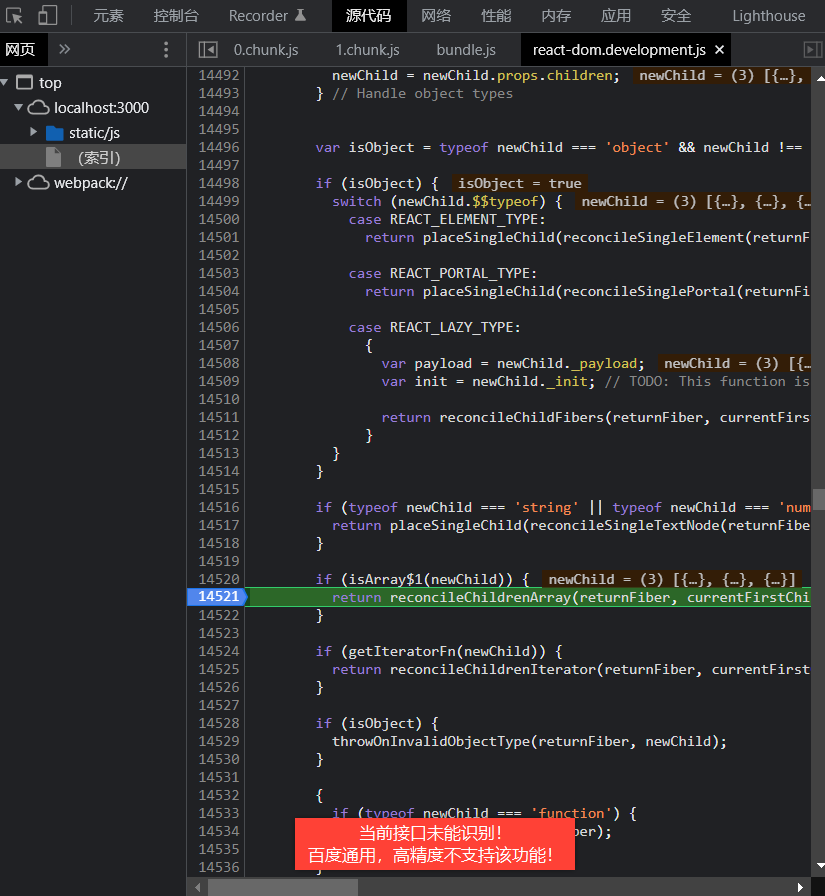 元素 控制台 Recorder 源代码 网络 性能 内存 应用 安全 Lighthouse
网页 » 0.chunk.js 1.chunk.js bundle.js react-dom.development.js ×
top
localhost:3000
static/js
(索引)
webpack://
14492 newChild = newChild.props.children; newChild = (3) [{…},
14493 } // Handle object types
14494
14495
14496 var isObject = typeof newChild === 'object' && newChild !==
14497
14498 if (isObject) { isObject = true
14499 switch (newChild.$$typeof) { newChild = (3) [{…}, {…}, {…
14500 case REACT_ELEMENT_TYPE:
14501 return placeSingleChild(reconcileSingleElement(returnF
14502
14503 case REACT_PORTAL_TYPE:
14504 return placeSingleChild(reconcileSinglePortal(returnFi
14505
14506 case REACT_LAZY_TYPE:
14507 {
14508 var payload = newChild._payload; newChild = (3) [{…
14509 var init = newChild._init; // TODO: This function is
14510
14511 return reconcileChildFibers(returnFiber, currentFirs
14512 }
14513 }
14514 }
14515
14516 if (typeof newChild === 'string' || typeof newChild === 'num
14517 return placeSingleChild(reconcileSingleTextNode(returnFibe
14518 }
14519
14520 if (isArray$1(newChild)) { newChild = (3) [{…}, {…}, {…}]
14521 return reconcileChildrenArray(returnFiber, currentFirstChi
14522 }
14523
14524 if (getIteratorFn(newChild)) {
14525 return reconcileChildrenIterator(returnFiber, currentFirst
14526 }
14527
14528 if (isObject) {
14529 throwOnInvalidObjectType(returnFiber, newChild);
14530 }
14531
14532 {
14533 if (typeof newChild === 'function') {
14534 ber);
14535
14536 }
当前接口未能识别!
百度通用，高精度不支持该功能!